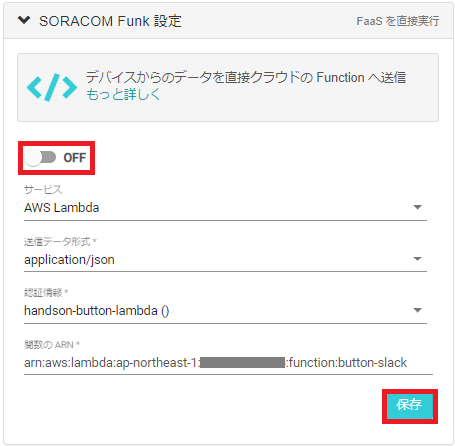 SORACOM Funk 設定
FaaS を直接実行
デバイスからのデータを直接クラウドの Function へ送信
もっと詳しく
OFF
サービス
AWS Lambda
送信データ形式 *
application/json
認証情報 *
handson-button-lambda ()
関数の ARN *
arn:aws:lambda:ap-northeast-1: :function:button-slack
保存